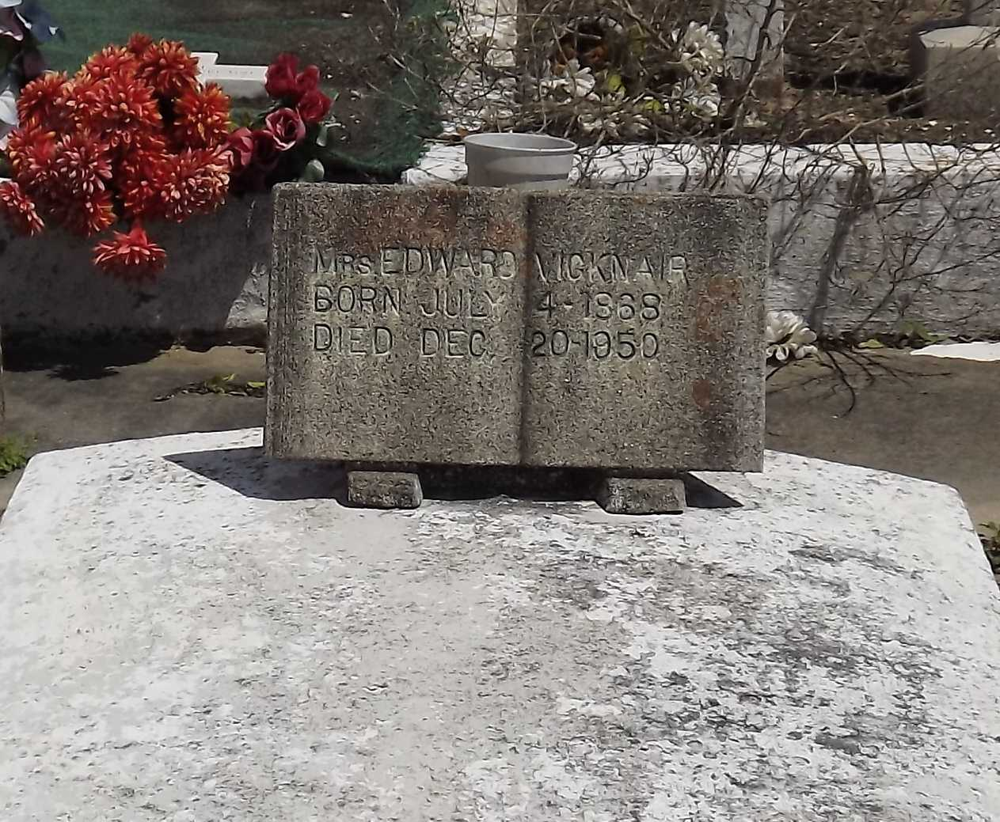 MRS EDWARD VICKNAIR
BORN JULY 4-1868
DIED DEC. 20-1950